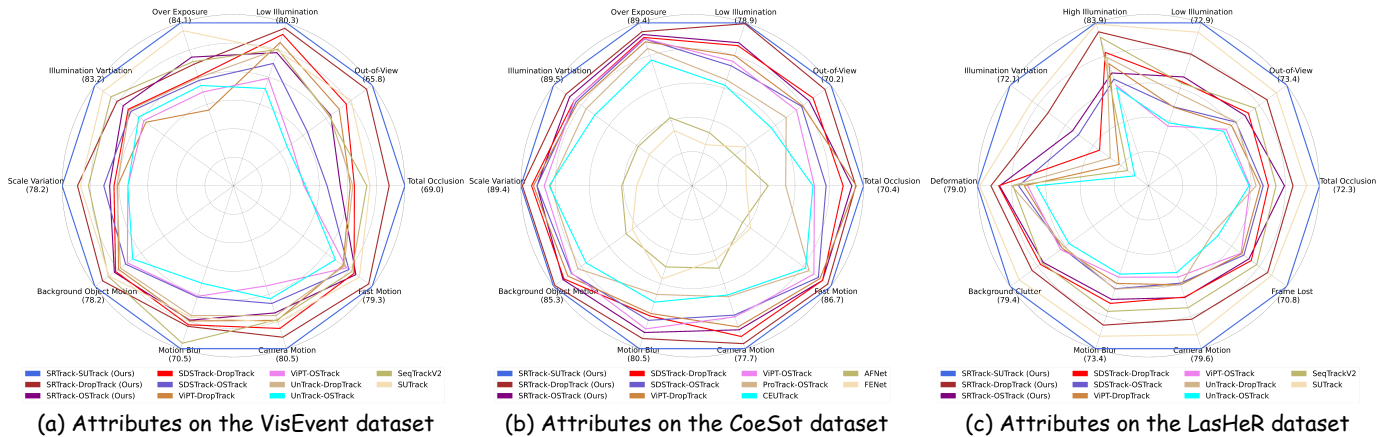 Over Exposure
(84.1)
Low Illumination
(80.3)
Illumination Vartiation
(83.2)
Out-of-View
(65.8)
Scale Variation
(78.2)
Total Occlusion
(69.0)
Background Object Motion
(78.2)
Fast Motion
(79.3)
Motion Blur
(70.5)
Camera Motion
(80.5)
SRTrack-SUTrack (Ours)
SRTrack-DropTrack (Ours)
SRTrack-OSTrack (Ours)
SDSTrack-DropTrack
SDSTrack-OSTrack
ViPT-DropTrack
ViPT-OSTrack
UnTrack-DropTrack
UnTrack-OSTrack
SeqTrackV2
SUTrack
(a) Attributes on the VisEvent dataset
Over Exposure
(89.4)
Low Illumination
(78.9)
Illumination Vartiation
(89.5)
Out-of-View
(70.2)
Scale Variation
(89.4)
Total Occlusion
(70.4)
Background Object Motion
(85.3)
Fast Motion
(86.7)
Motion Blur
(80.5)
Camera Motion
(77.7)
SRTrack-SUTrack (Ours)
SRTrack-DropTrack (Ours)
SRTrack-OSTrack (Ours)
SDSTrack-DropTrack
SDSTrack-OSTrack
ViPT-DropTrack
ViPT-OSTrack
ProTrack-OSTrack
CEUTrack
AFNet
FENet
(b) Attributes on the CoeSot dataset
High Illumination
(83.9)
Low Illumination
(72.9)
Illumination Vartiation
(72.1)
Out-of-View
(73.4)
Deformation
(79.0)
Total Occlusion
(72.3)
Background Clutter
(79.4)
Frame Lost
(70.8)
Motion Blur
(73.4)
Camera Motion
(79.6)
SRTrack-SUTrack (Ours)
SRTrack-DropTrack (Ours)
SRTrack-OSTrack (Ours)
SDSTrack-DropTrack
SDSTrack-OSTrack
ViPT-DropTrack
ViPT-OSTrack
UnTrack-DropTrack
UnTrack-OSTrack
SeqTrackV2
SUTrack
(c) Attributes on the LasHeR dataset